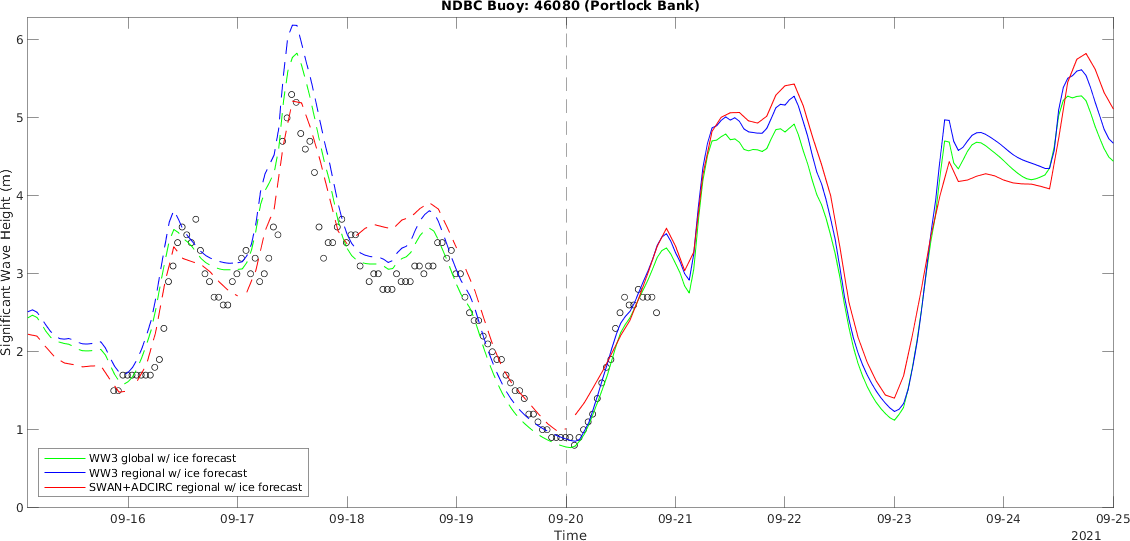 NDBC Buoy: 46080 (Portlock Bank)
Significant Wave Height (m)
6
5
4
3
2
1
0
WW3 global w/ ice forecast
WW3 regional w/ ice forecast
SWAN+ADCIRC regional w/ ice forecast
09-16 09-17 09-18 09-19 09-20 09-21 09-22 09-23 09-24 09-25
Time
2021